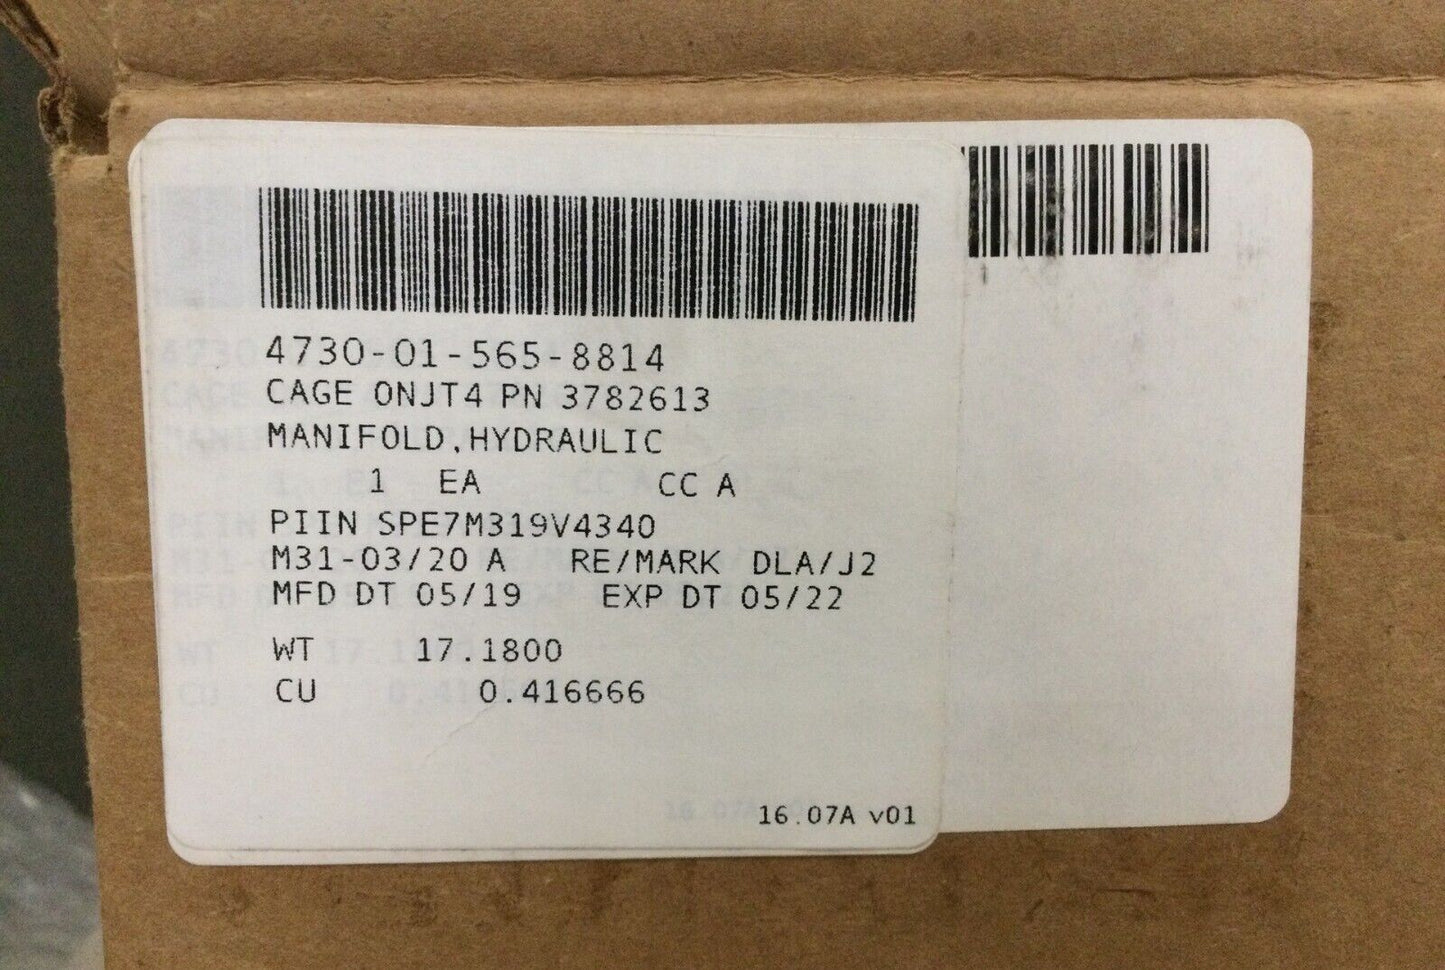 4730-01-565-8814
CAGE 0NJT4 PN 3782613
MANIFOLD,HYDRAULIC
1 EA CC A
PIIN SPE7M319V4340
M31-03/20 A RE/MARK DLA/J2
MFD DT 05/19 EXP DT 05/22
WT 17.1800
CU 0.416666
16.07A v01